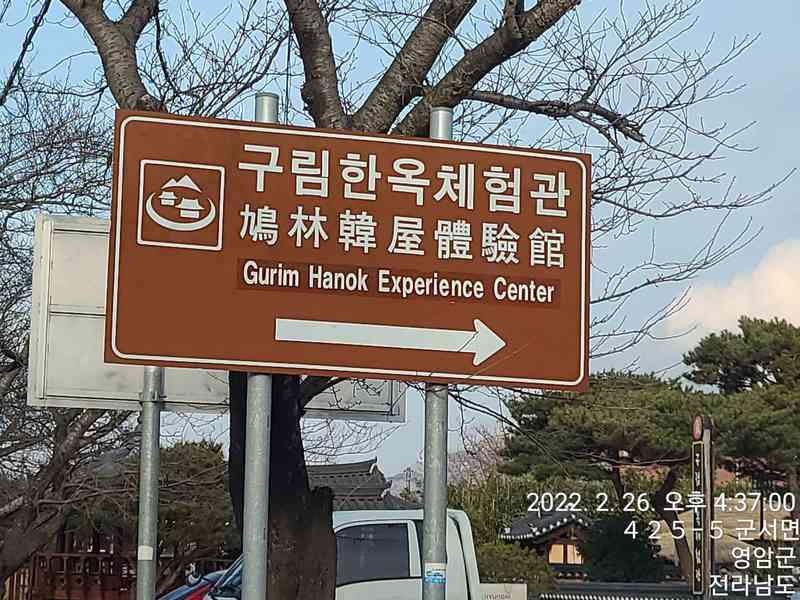 구림한옥체험관
鳩林韓屋體驗館
Gurim Hanok Experience Center
2022. 2. 26. 오후 4:37:00
4 2 5-5 군서면
영암군
전라남도
HYUNDAI